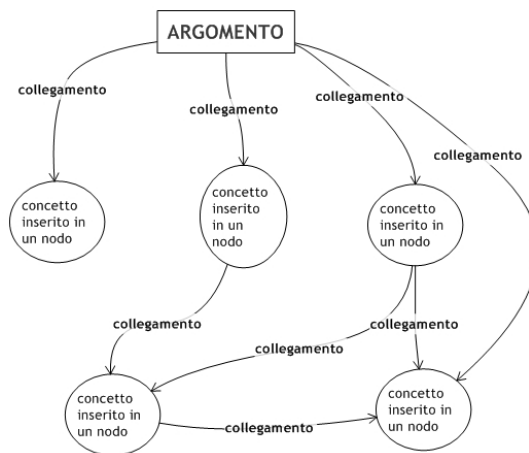 ARGOMENTO
collegamento
collegamento
collegamento
collegamento
concetto
inserito in
un nodo
concetto
inserito
in un
nodo
concetto
inserito in
un nodo
collegamento
collegamento
collegamento
concetto
inserito in
un nodo
concetto
inserito in
un nodo
collegamento